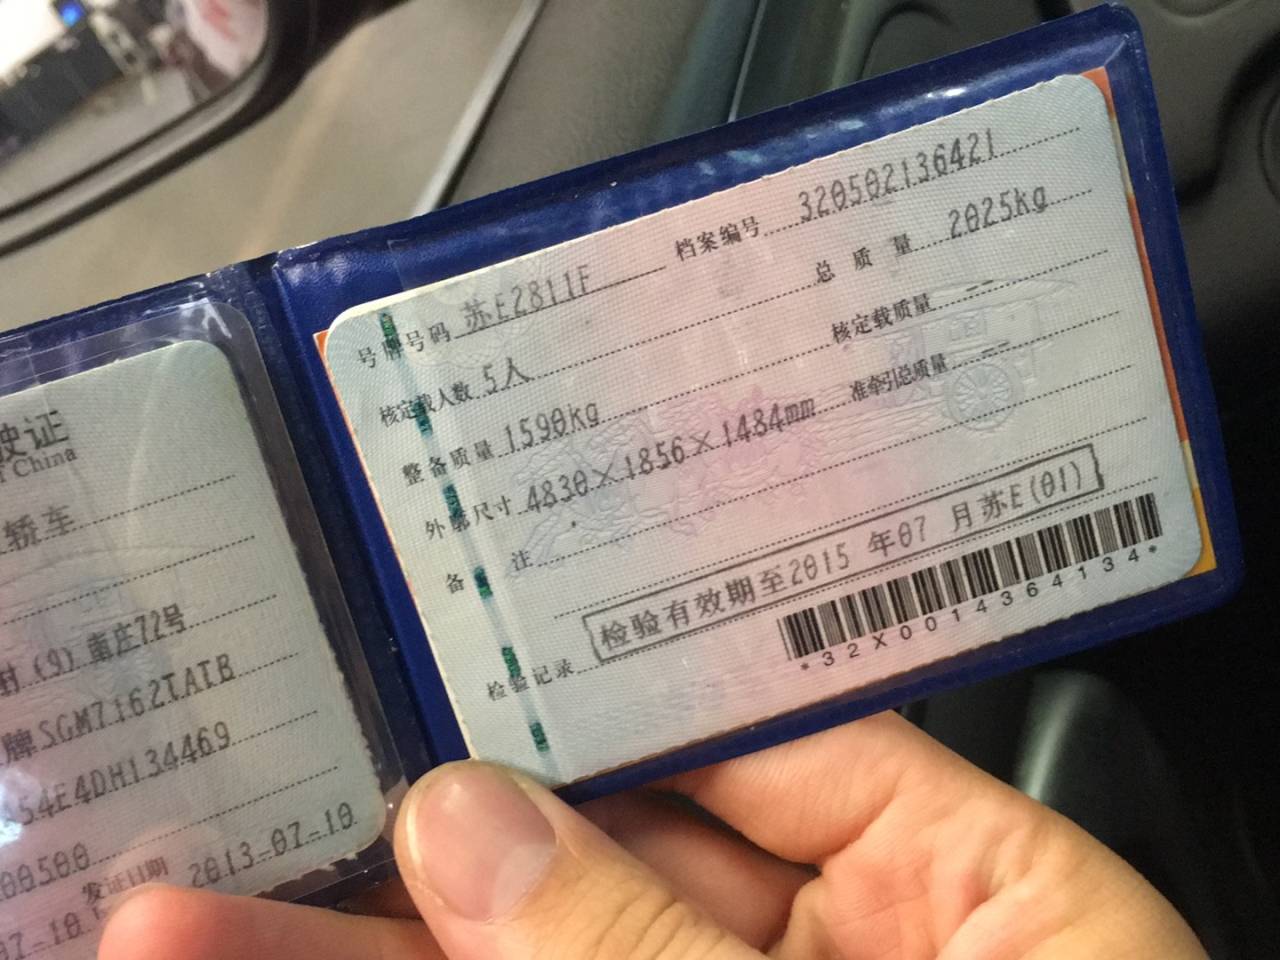 驶证
China
轿车
(9) 南庄72号
牌SGM7162TATB
54E4DH134469
00500
发证日期 2013-07-10
07-10
号牌号码 苏E2811F 档案编号 320502136421
核定载人数 5人 总质量 2025kg
整备质量 1590kg 核定载质量 --
外廓尺寸 4830×1856×1484mm 准牵引总质量 --
备注
检验记录 检验有效期至2015 年07 月苏E(01)
*32X0014364134*